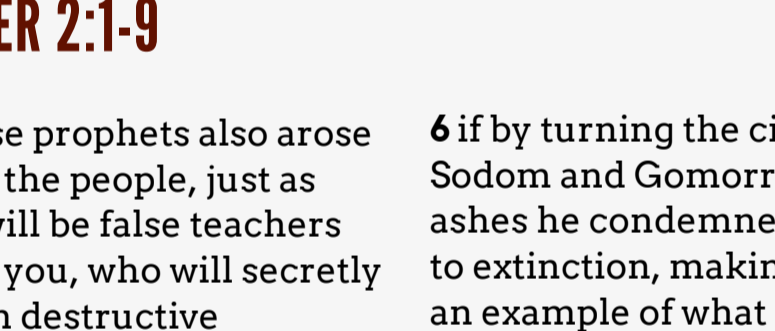 ER 2:1-9
se prophets also arose
the people, just as
will be false teachers
you, who will secretly
destructive
6 if by turning the ci
Sodom and Gomorr
ashes he condemne
to extinction, makin
an example of what